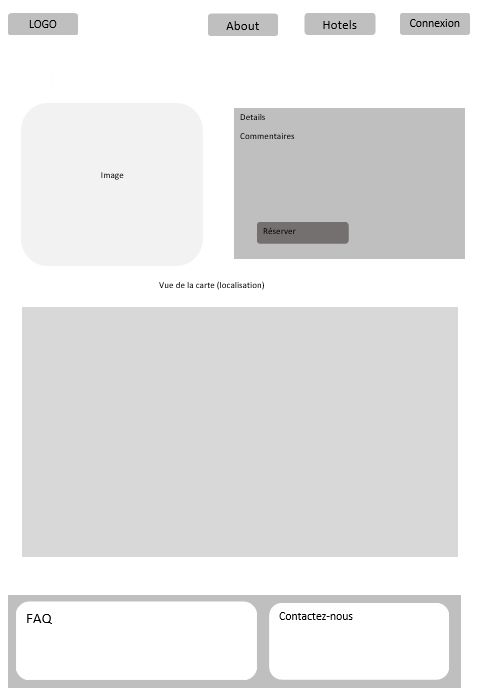 LOGO
About
Hotels
Connexion
Image
Details
Commentaires
Réserver
Vue de la carte (localisation)
FAQ
Contactez-nous